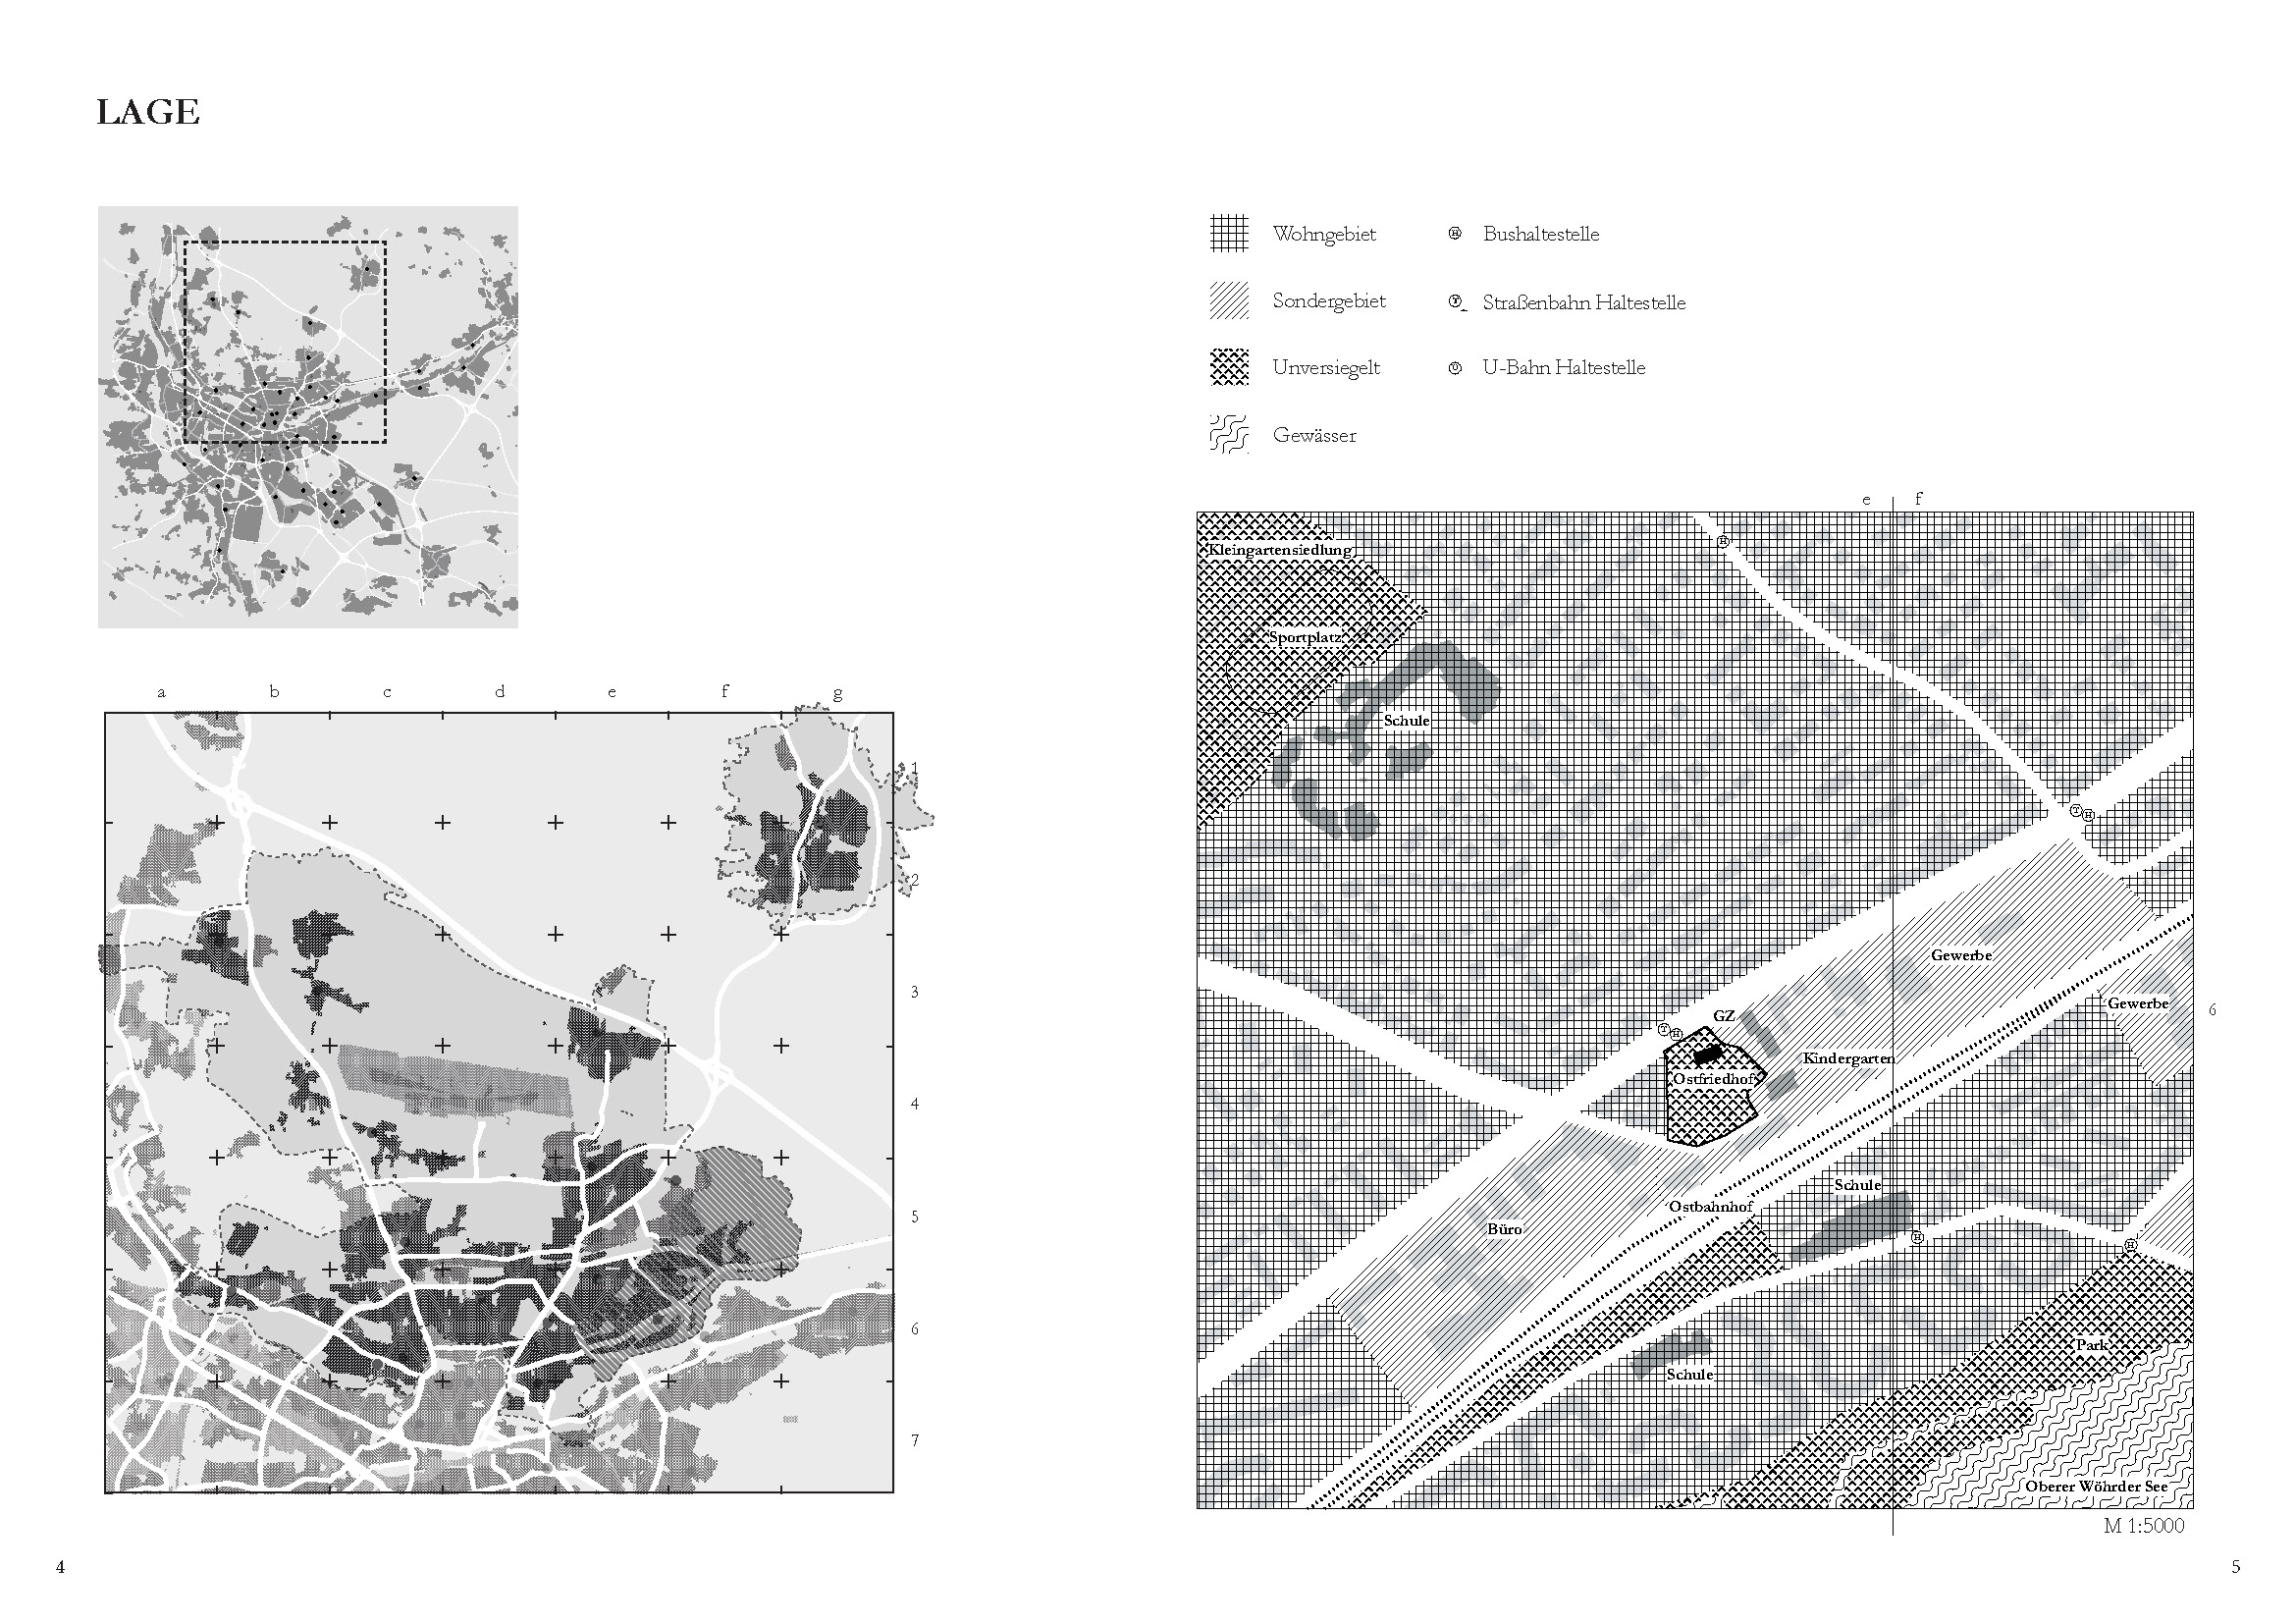 LAGE
a b c d e f g
1
2
3
4
5
6
7
4
Wohngebiet
Sondergebiet
Unversiegelt
Gewässer
H Bushaltestelle
T Straßenbahn Haltestelle
U U-Bahn Haltestelle
e f
H
Kleingartensiedlung
Sportplatz
Schule
T H
Gewerbe
Gewerbe
6
GZ
T H
Kindergarten
Ostfriedhof
Schule
Ostbahnhof
Büro
H
H
Park
Schule
Oberer Wöhrder See
M 1:5000
5